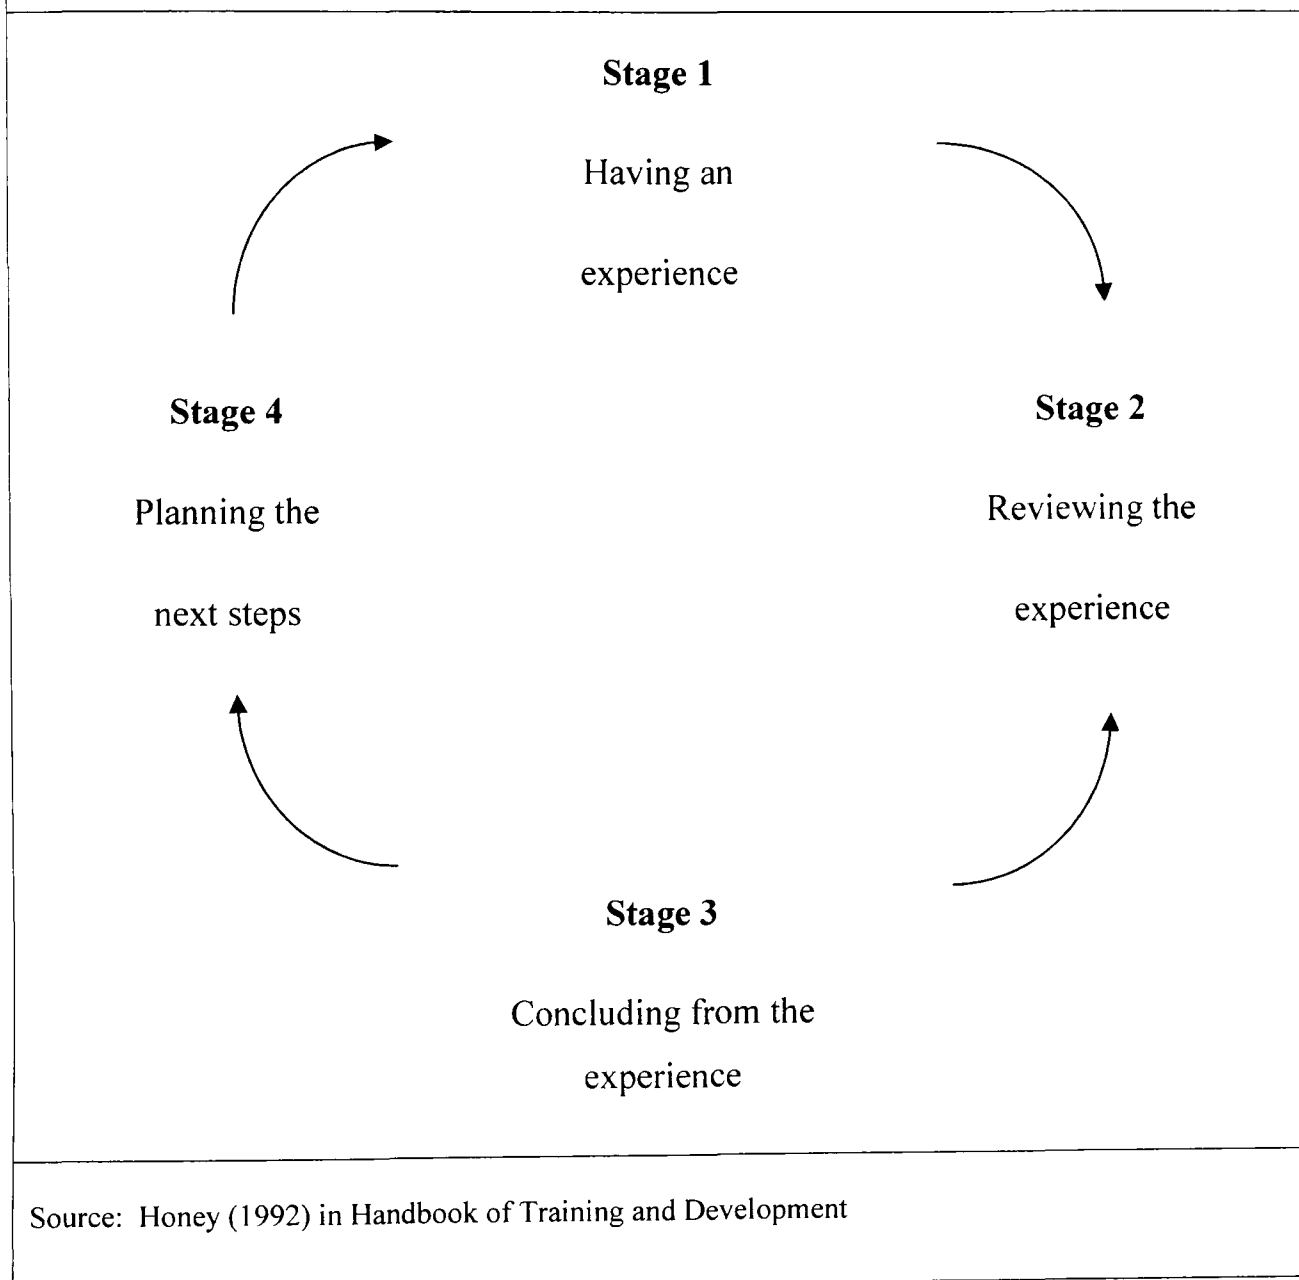 Stage 1
Having an
experience
Stage 4
Planning the
next steps
Stage 2
Reviewing the
experience
Stage 3
Concluding from the
experience
Source: Honey (1992) in Handbook of Training and Development